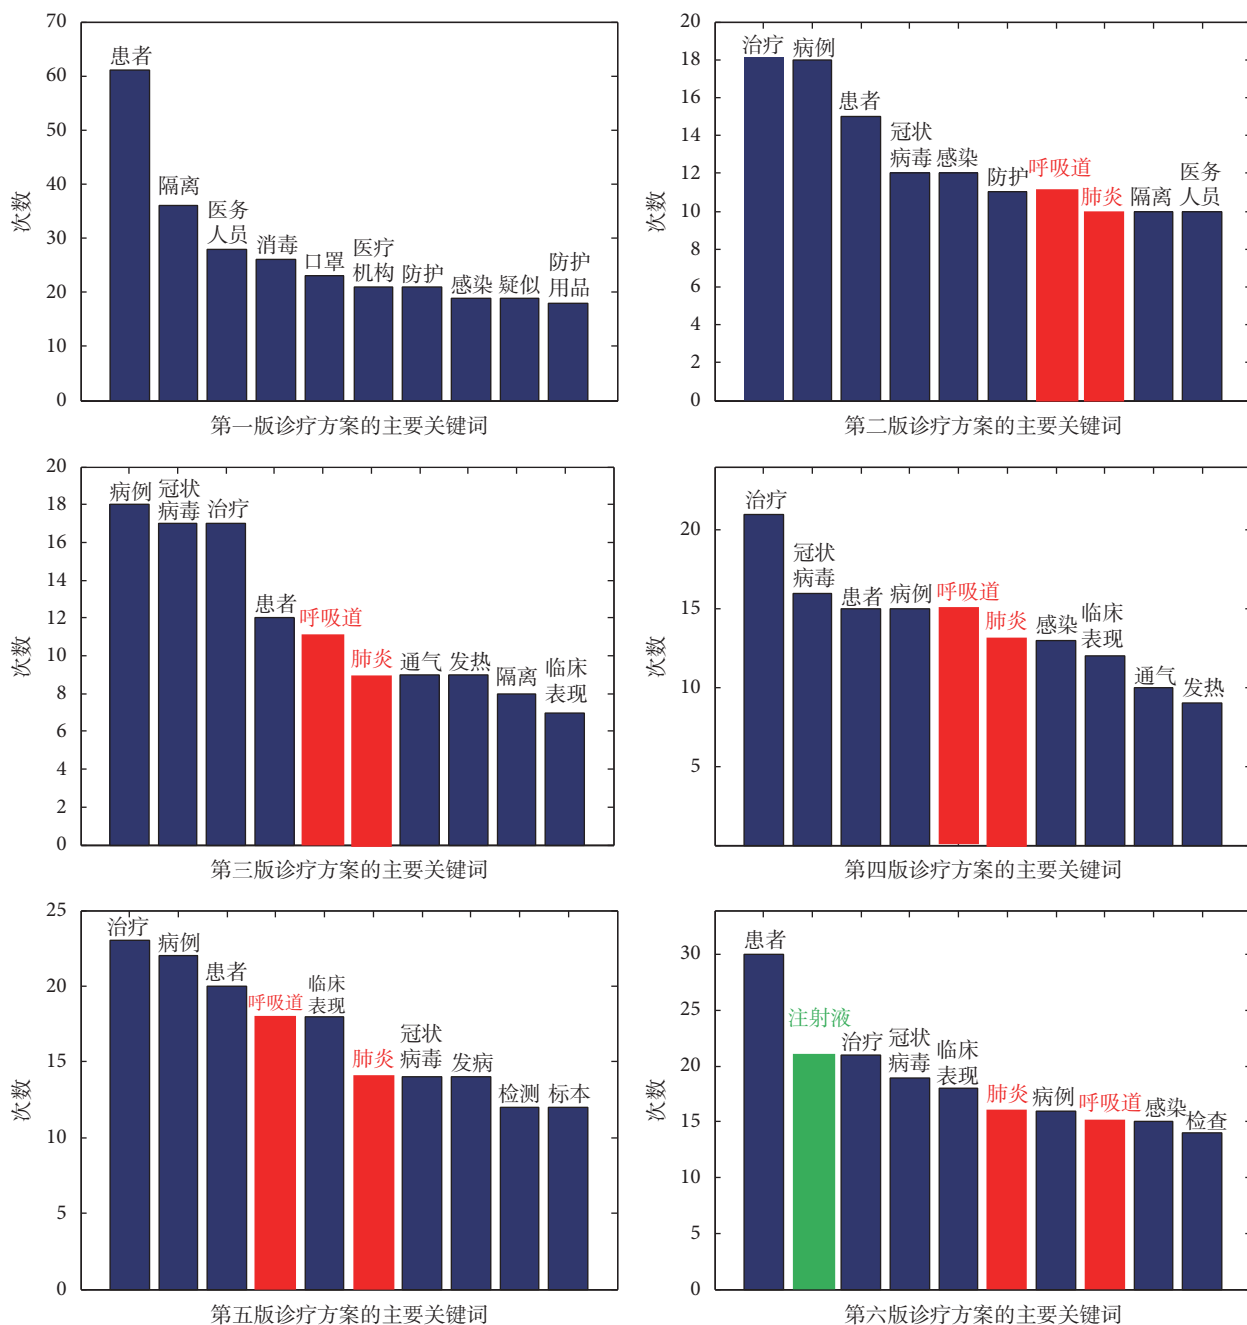 70
60
50
40
30
20
10
0
次数
患者
隔离
医务
人员
消毒
口罩
医疗
机构
防护
感染
疑似
防护
用品
第一版诊疗方案的主要关键词
20
18
16
14
12
10
8
6
4
2
0
次数
治疗
病例
患者
冠状
病毒
感染
防护
呼吸道
肺炎
隔离
医务
人员
第二版诊疗方案的主要关键词
20
18
16
14
12
10
8
6
4
2
0
次数
病例
冠状
病毒
治疗
患者
呼吸道
肺炎
通气
发热
隔离
临床
表现
第三版诊疗方案的主要关键词
20
15
10
5
次数
治疗
冠状
病毒
患者
病例
呼吸道
肺炎
感染
临床
表现
通气
发热
第四版诊疗方案的主要关键词
25
20
15
10
5
0
次数
治疗
病例
患者
呼吸道
临床
表现
肺炎
冠状
病毒
发病
检测
标本
第五版诊疗方案的主要关键词
30
25
20
15
10
5
0
次数
患者
注射液
治疗
冠状
病毒
临床
表现
肺炎
病例
呼吸道
感染
检查
第六版诊疗方案的主要关键词